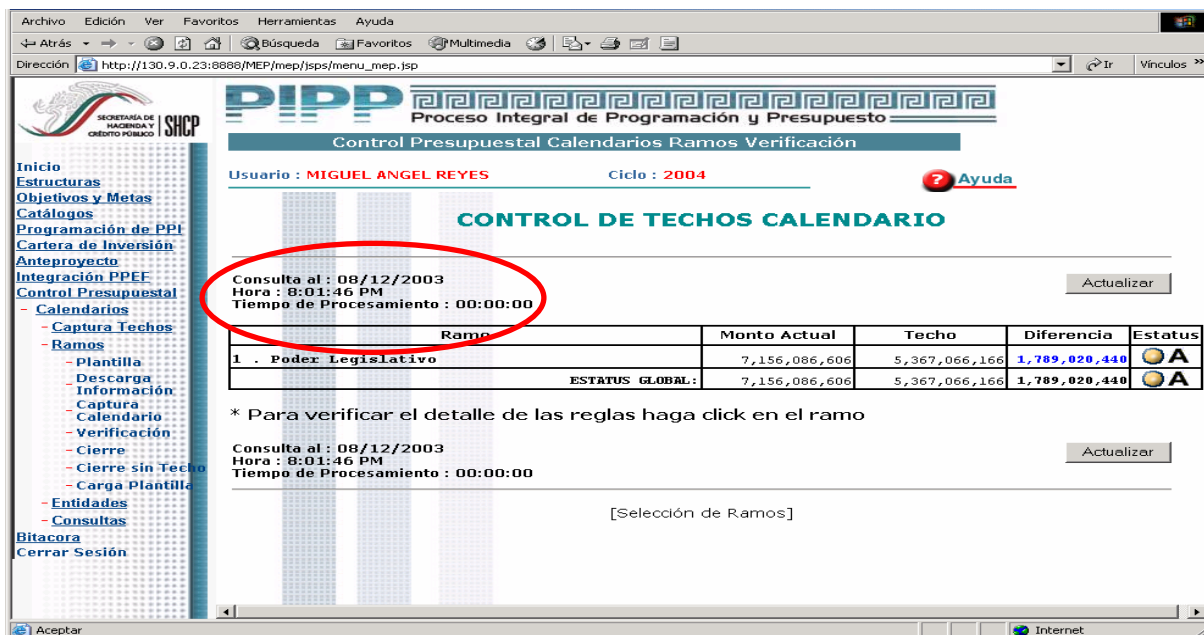 Archivo Edición Ver Favoritos Herramientas Ayuda
Atrás Búsqueda Favoritos Multimedia
Dirección http://130.9.0.23:8888/MEP/mep/jsps/menu_mep.jsp Ir Vínculos »
SECRETARÍA DE HACIENDA Y CRÉDITO PÚBLICO SHCP
PIPP
Proceso Integral de Programación y Presupuesto
Control Presupuestal Calendarios Ramos Verificación
Usuario : MIGUEL ANGEL REYES Ciclo : 2004
? Ayuda
Inicio
Estructuras
Objetivos y Metas
Catálogos
Programación de PPI
Cartera de Inversión
Anteproyecto
Integración PPEF
Control Presupuestal
- Calendarios
- Captura Techos
- Ramos
- Plantilla
- Descarga Información
- Captura Calendario
- Verificación
- Cierre
- Cierre sin Techo
- Carga Plantilla
- Entidades
- Consultas
Bitacora
Cerrar Sesión
CONTROL DE TECHOS CALENDARIO
Consulta al : 08/12/2003
Hora : 8:01:46 PM
Tiempo de Procesamiento : 00:00:00
Actualizar
Ramo Monto Actual Techo Diferencia Estatus
1 . Poder Legislativo 7,156,086,606 5,367,066,166 1,789,020,440 A
ESTATUS GLOBAL: 7,156,086,606 5,367,066,166 1,789,020,440 A
* Para verificar el detalle de las reglas haga click en el ramo
Consulta al : 08/12/2003
Hora : 8:01:46 PM
Tiempo de Procesamiento : 00:00:00
Actualizar
[Selección de Ramos]
Aceptar Internet